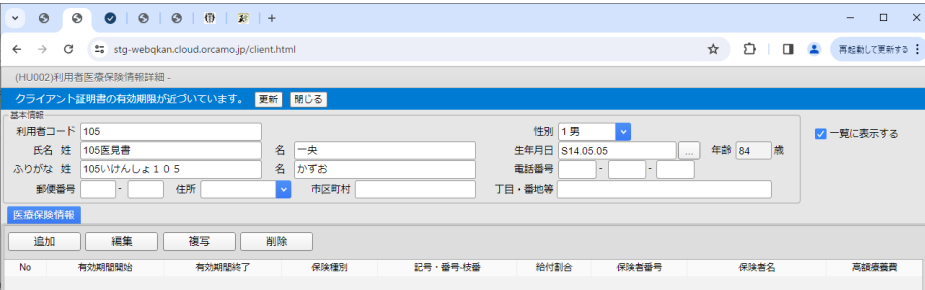 stg-webqkan.cloud.orcamo.jp/client.html
再起動して更新する
(HU002)利用者医療保険情報詳細 -
クライアント証明書の有効期限が近づいています。 更新 閉じる
基本情報
利用者コード 105 性別 1 男 一覧に表示する
氏名 姓 105医見書 名 一央 生年月日 S14.05.05 ... 年齢 84 歳
ふりがな 姓 105いけんしょ１０５ 名 かずお 電話番号 - -
郵便番号 - 住所 市区町村 丁目・番地等
医療保険情報
追加 編集 複写 削除
No 有効期間開始 有効期間終了 保険種別 記号・番号-枝番 給付割合 保険者番号 保険者名 高額療養費